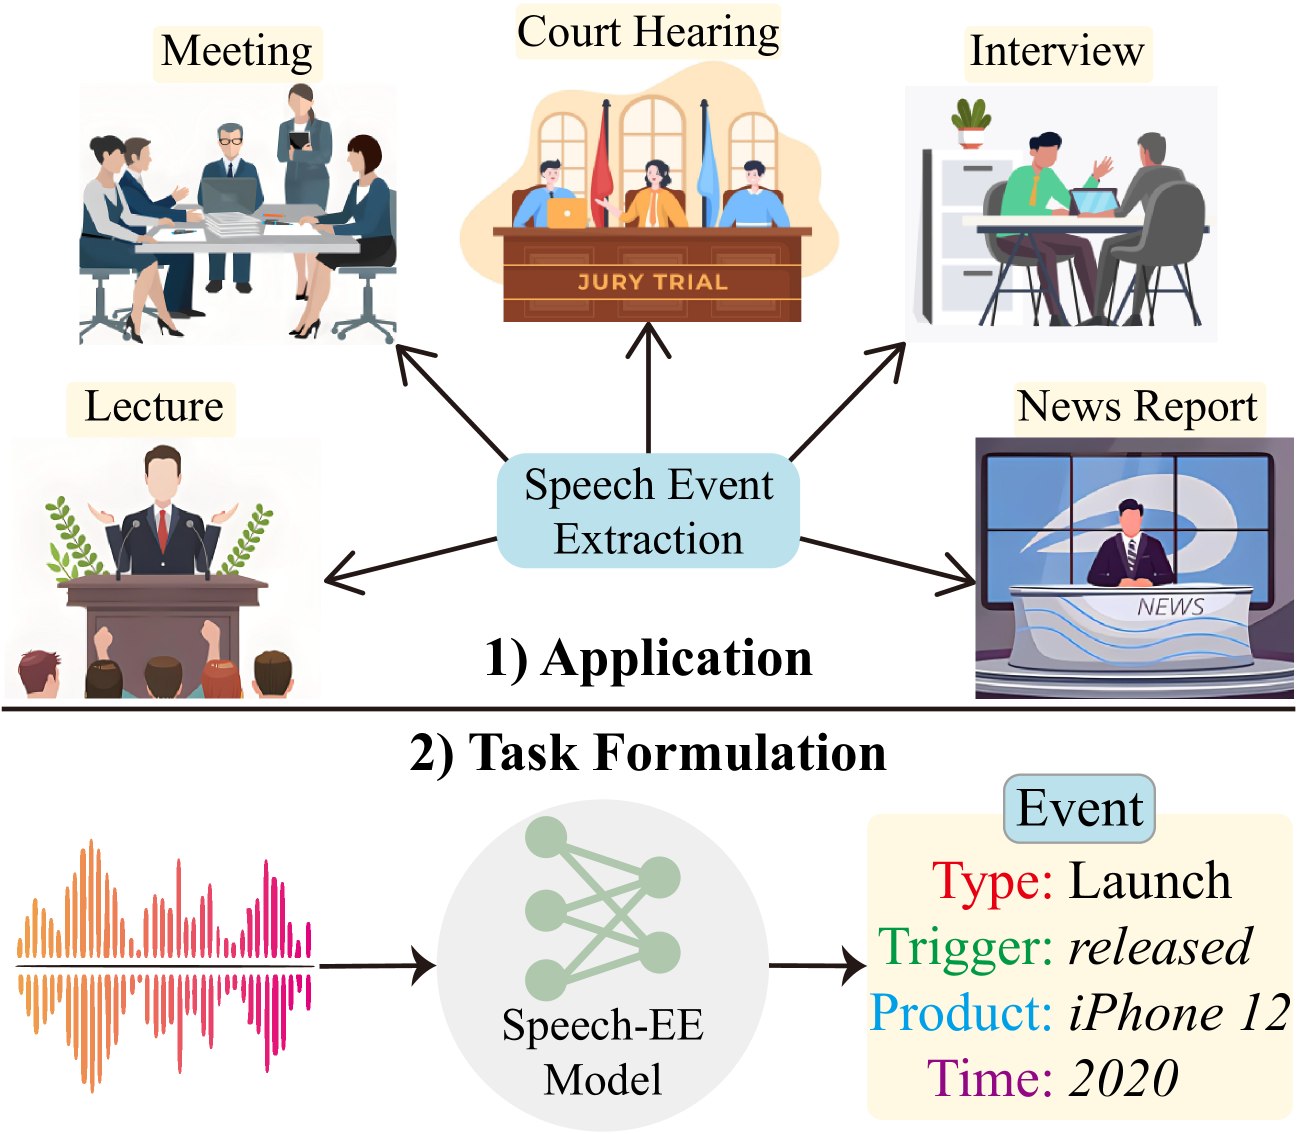 Meeting
Court Hearing
Interview
JURY TRIAL
Lecture
News Report
Speech Event
Extraction
NEWS
1) Application
2) Task Formulation
Event
Type: Launch
Trigger: released
Product: iPhone 12
Time: 2020
Speech-EE
Model